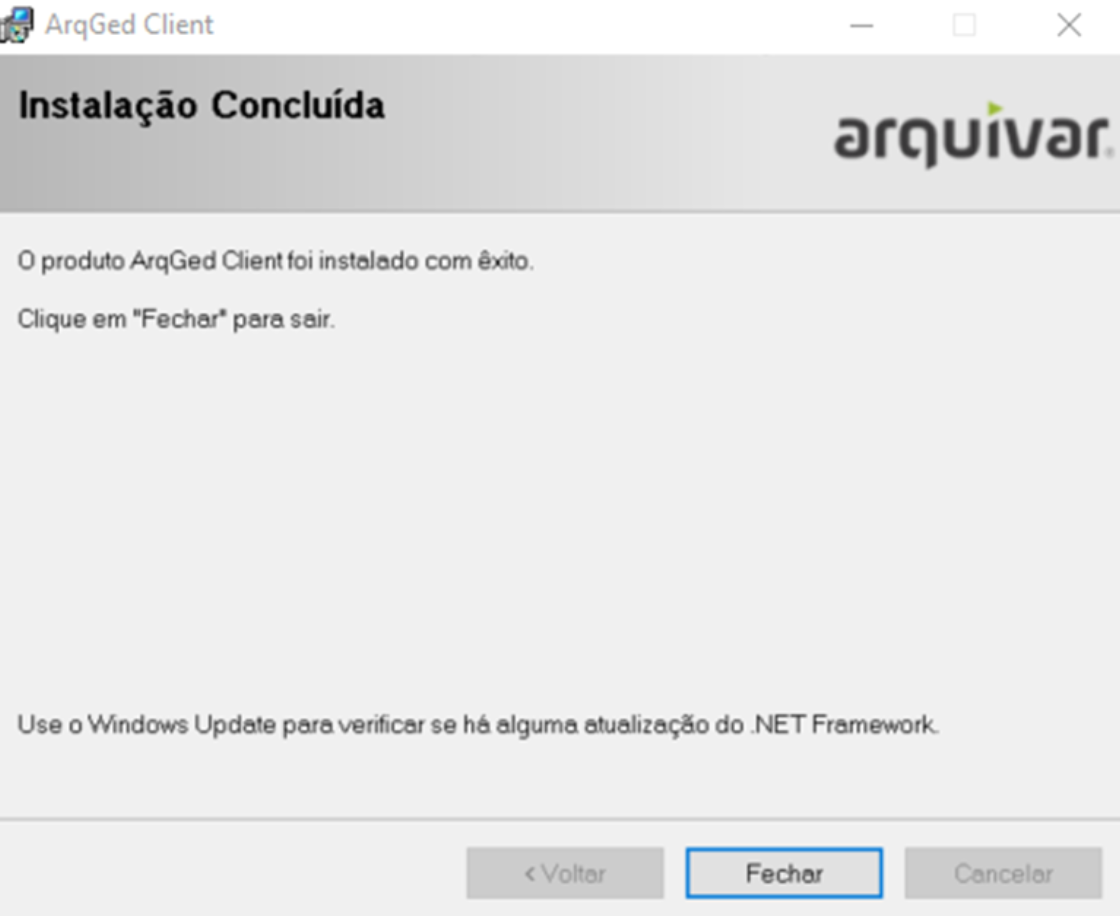 ArqGed Client
Instalação Concluída
arquivar
O produto ArqGed Client foi instalado com êxito.
Clique em "Fechar" para sair.
Use o Windows Update para verificar se há alguma atualização do .NET Framework.
< Voltar
Fechar
Cancelar